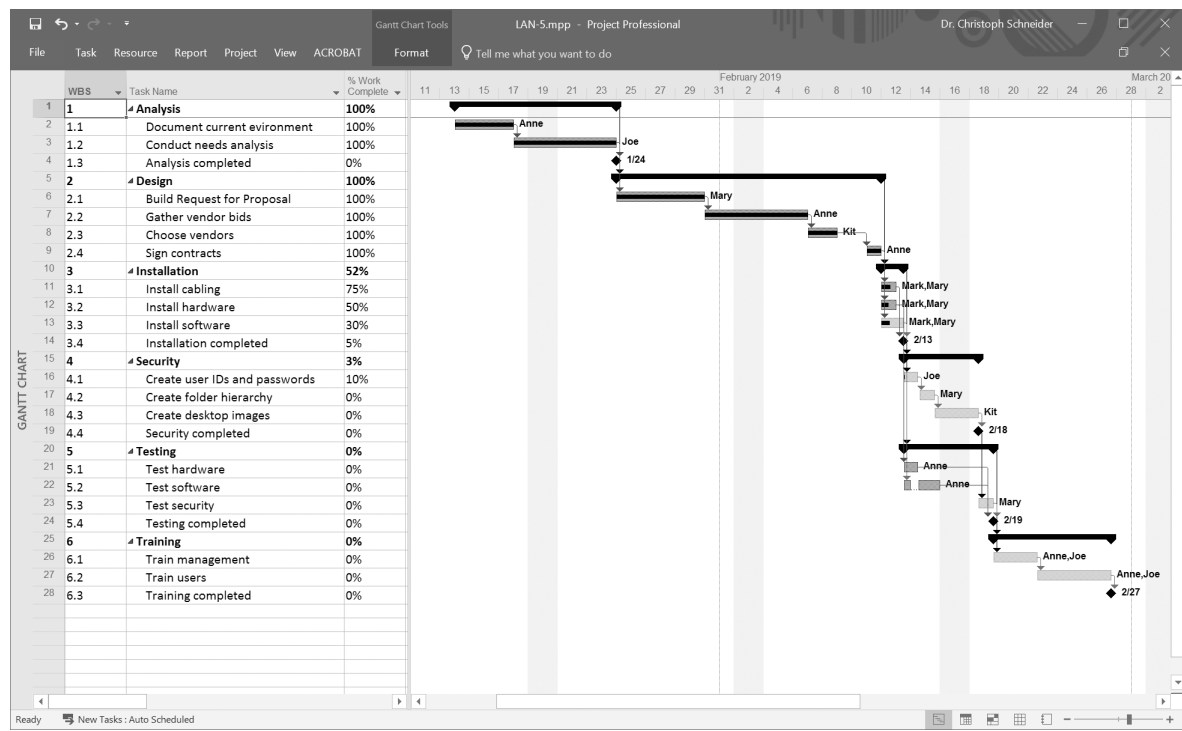 Gantt Chart Tools
LAN-5.mpp - Project Professional
Dr. Christoph Schneider
File Task Resource Report Project View ACROBAT Format Tell me what you want to do
February 2019 March 20
WBS Task Name % Work Complete 11 13 15 17 19 21 23 25 27 29 31 2 4 6 8 10 12 14 16 18 20 22 24 26 28 2
1 1 Analysis 100%
2 1.1 Document current evironment 100% Anne
3 1.2 Conduct needs analysis 100% Joe
4 1.3 Analysis completed 0% 1/24
5 2 Design 100%
6 2.1 Build Request for Proposal 100% Mary
7 2.2 Gather vendor bids 100% Anne
8 2.3 Choose vendors 100% Kit
9 2.4 Sign contracts 100% Anne
10 3 Installation 52%
11 3.1 Install cabling 75% Mark,Mary
12 3.2 Install hardware 50% Mark,Mary
13 3.3 Install software 30% Mark,Mary
14 3.4 Installation completed 5% 2/13
15 4 Security 3%
16 4.1 Create user IDs and passwords 10% Joe
17 4.2 Create folder hierarchy 0% Mary
18 4.3 Create desktop images 0% Kit
19 4.4 Security completed 0% 2/18
20 5 Testing 0%
21 5.1 Test hardware 0% Anne
22 5.2 Test software 0% Anne
23 5.3 Test security 0% Mary
24 5.4 Testing completed 0% 2/19
25 6 Training 0%
26 6.1 Train management 0% Anne,Joe
27 6.2 Train users 0% Anne,Joe
28 6.3 Training completed 0% 2/27
GANTT CHART
Ready New Tasks : Auto Scheduled